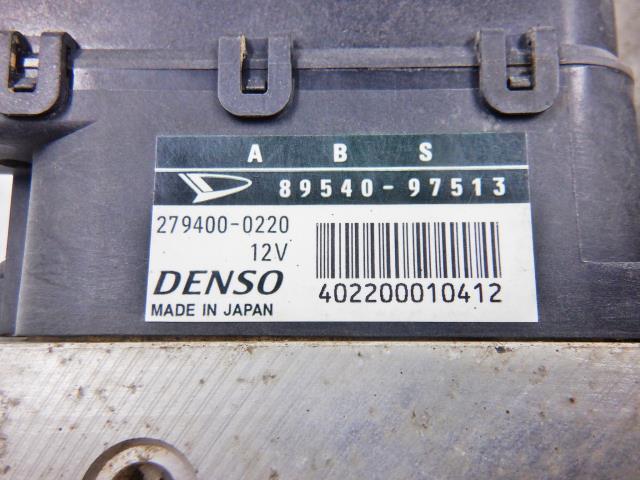 A B S
89540-97513
279400-0220
12V
DENSO
MADE IN JAPAN
402200010412